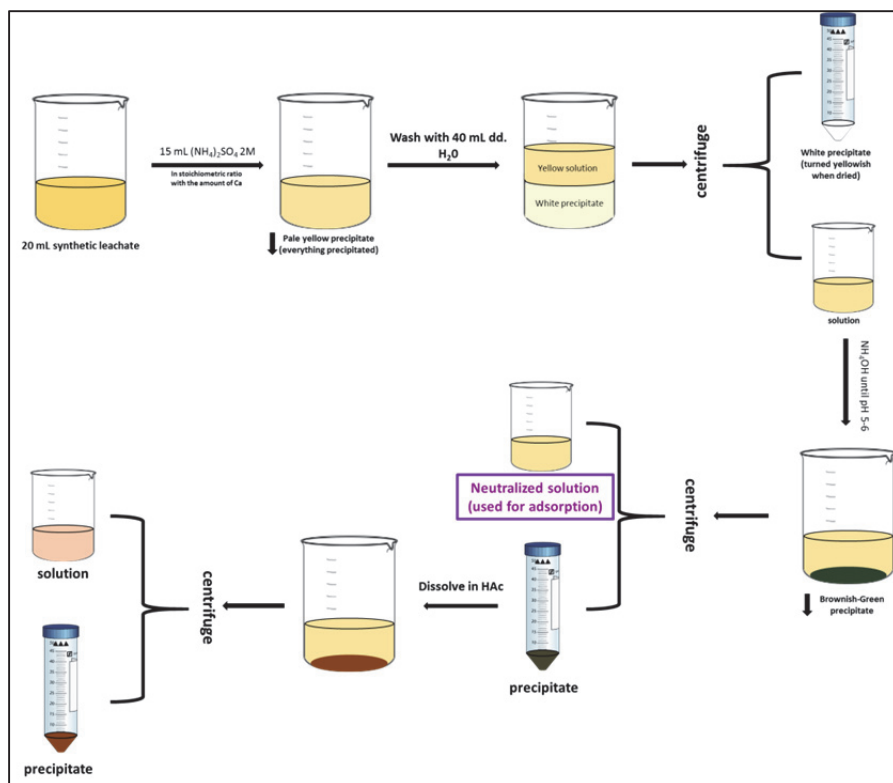 20 mL synthetic leachate
15 mL (NH₄)₂SO₄ 2M
In stoichiometric ratio
with the amount of Ca
Pale yellow precipitate
(everything precipitated)
Wash with 40 mL dd.
H₂0
Yellow solution
White precipitate
centrifuge
White precipitate
(turned yellowish
when dried)
solution
NH₄OH until pH 5-6
Brownish-Green
precipitate
centrifuge
Neutralized solution
(used for adsorption)
precipitate
Dissolve in HAc
centrifuge
solution
precipitate